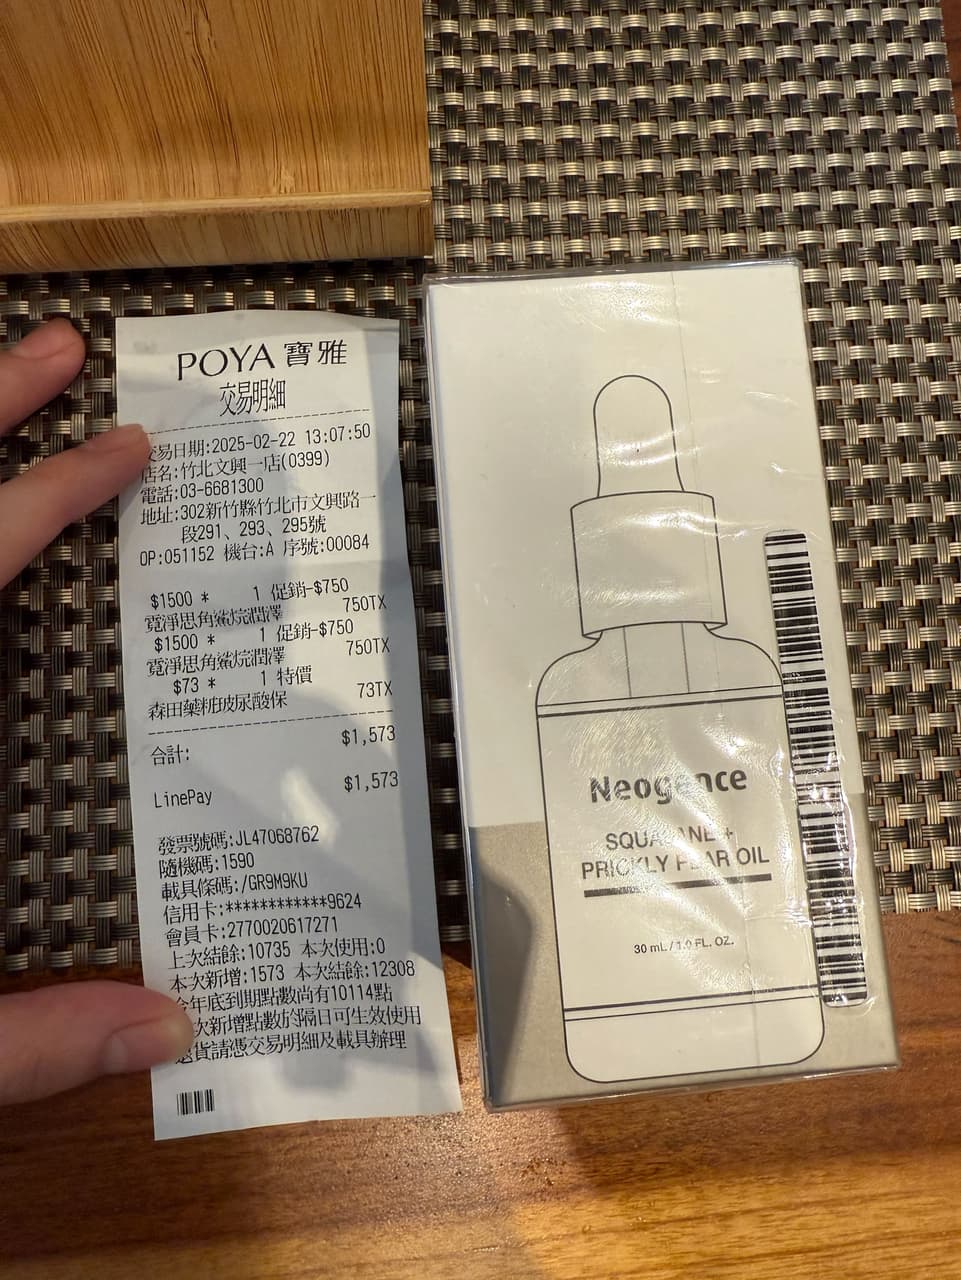 POYA 寶雅
交易明細
交易日期:2025-02-22 13:07:50
店名:竹北文興一店(0399)
電話:03-6681300
地址:302新竹縣竹北市文興路一
段291、293、295號
OP:051152 機台:A 序號:00084
$1500 * 1 促銷-$750
霓淨思角鯊烷潤澤 750TX
$1500 * 1 促銷-$750
霓淨思角鯊烷潤澤 750TX
$73 * 1 特價
森田藥粧玻尿酸保 73TX
合計: $1,573
LinePay $1,573
發票號碼:JL47068762
隨機碼:1590
載具條碼:/GR9M9KU
信用卡:************9624
會員卡:2770020617271
上次結餘:10735 本次使用:0
本次新增:1573 本次結餘:12308
今年底到期點數尚有10114點
次新增點數於隔日可生效使用
退貨請憑交易明細及載具辦理
Neogence
SQUALANE +
PRICKLY PEAR OIL
30 mL / 1.0 FL. OZ.